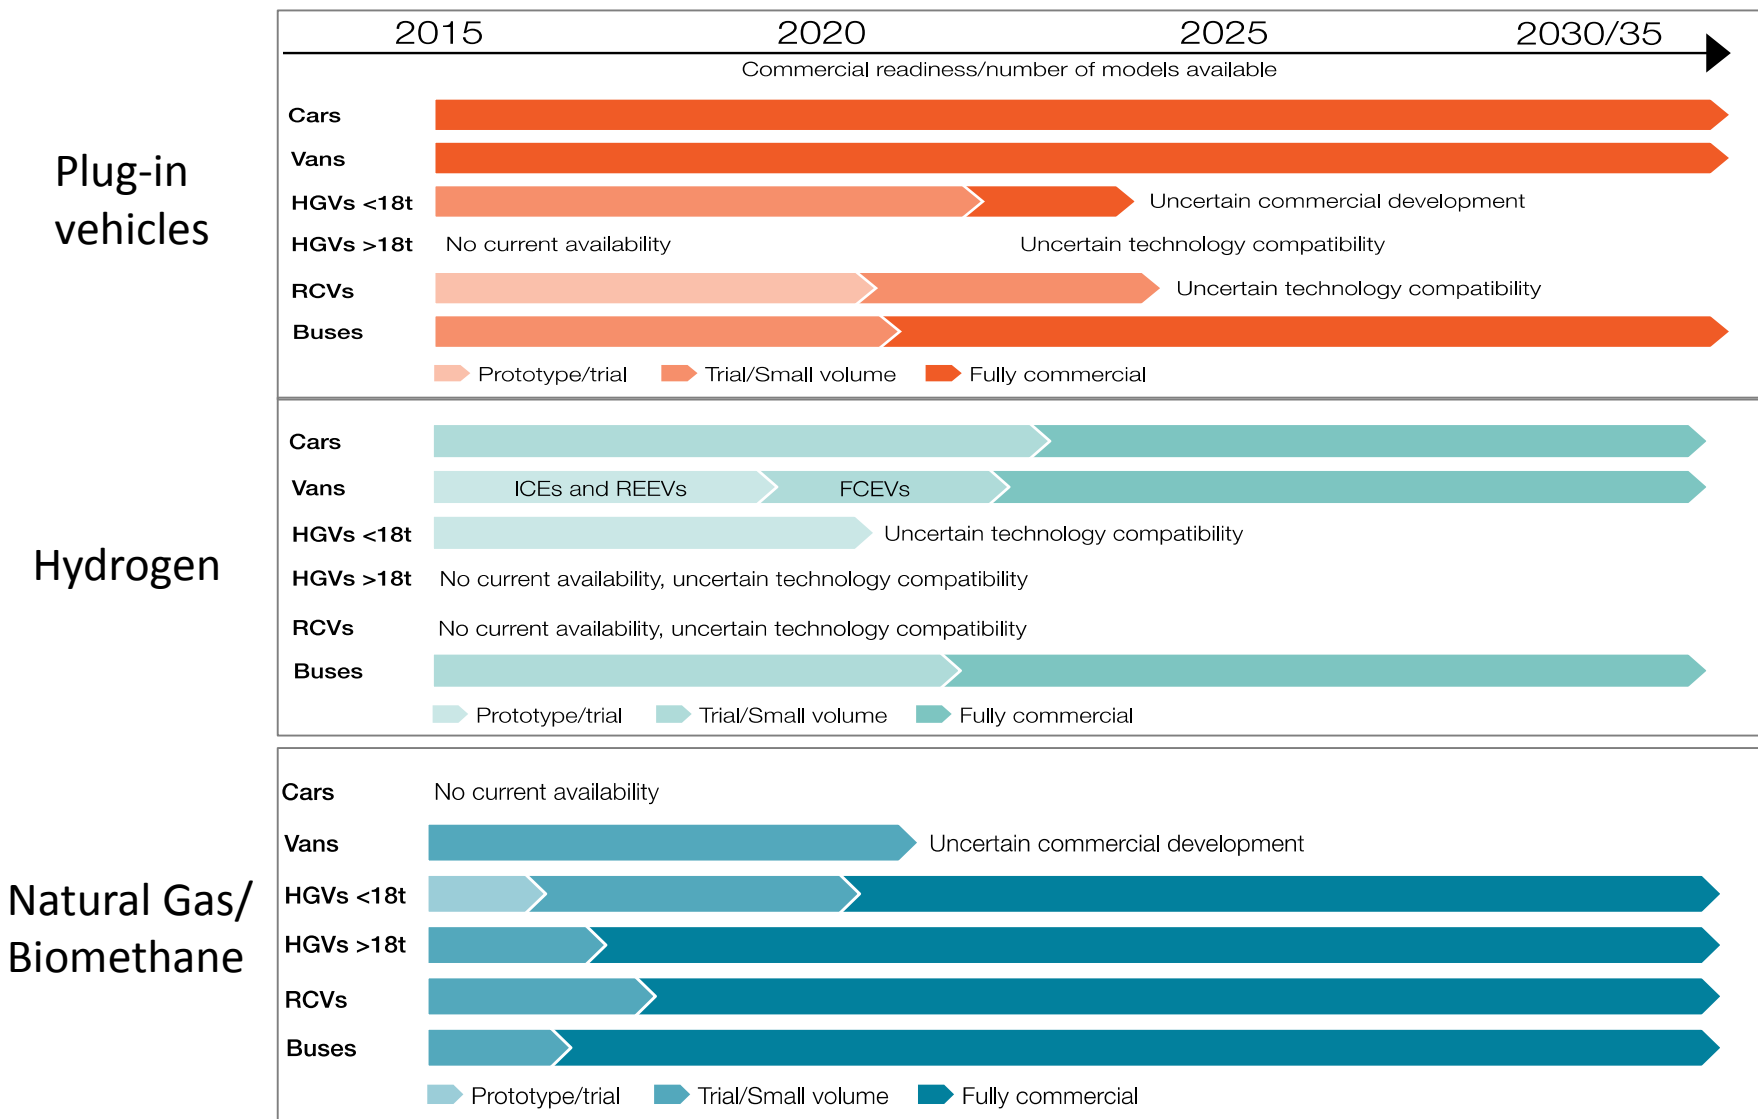 2015 2020 2025 2030/35
Commercial readiness/number of models available
Plug-in
vehicles
Cars
Vans
HGVs <18t Uncertain commercial development
HGVs >18t No current availability Uncertain technology compatibility
RCVs Uncertain technology compatibility
Buses
Prototype/trial Trial/Small volume Fully commercial
Hydrogen
Cars
Vans ICEs and REEVs FCEVs
HGVs <18t Uncertain technology compatibility
HGVs >18t No current availability, uncertain technology compatibility
RCVs No current availability, uncertain technology compatibility
Buses
Prototype/trial Trial/Small volume Fully commercial
Natural Gas/
Biomethane
Cars No current availability
Vans Uncertain commercial development
HGVs <18t
HGVs >18t
RCVs
Buses
Prototype/trial Trial/Small volume Fully commercial